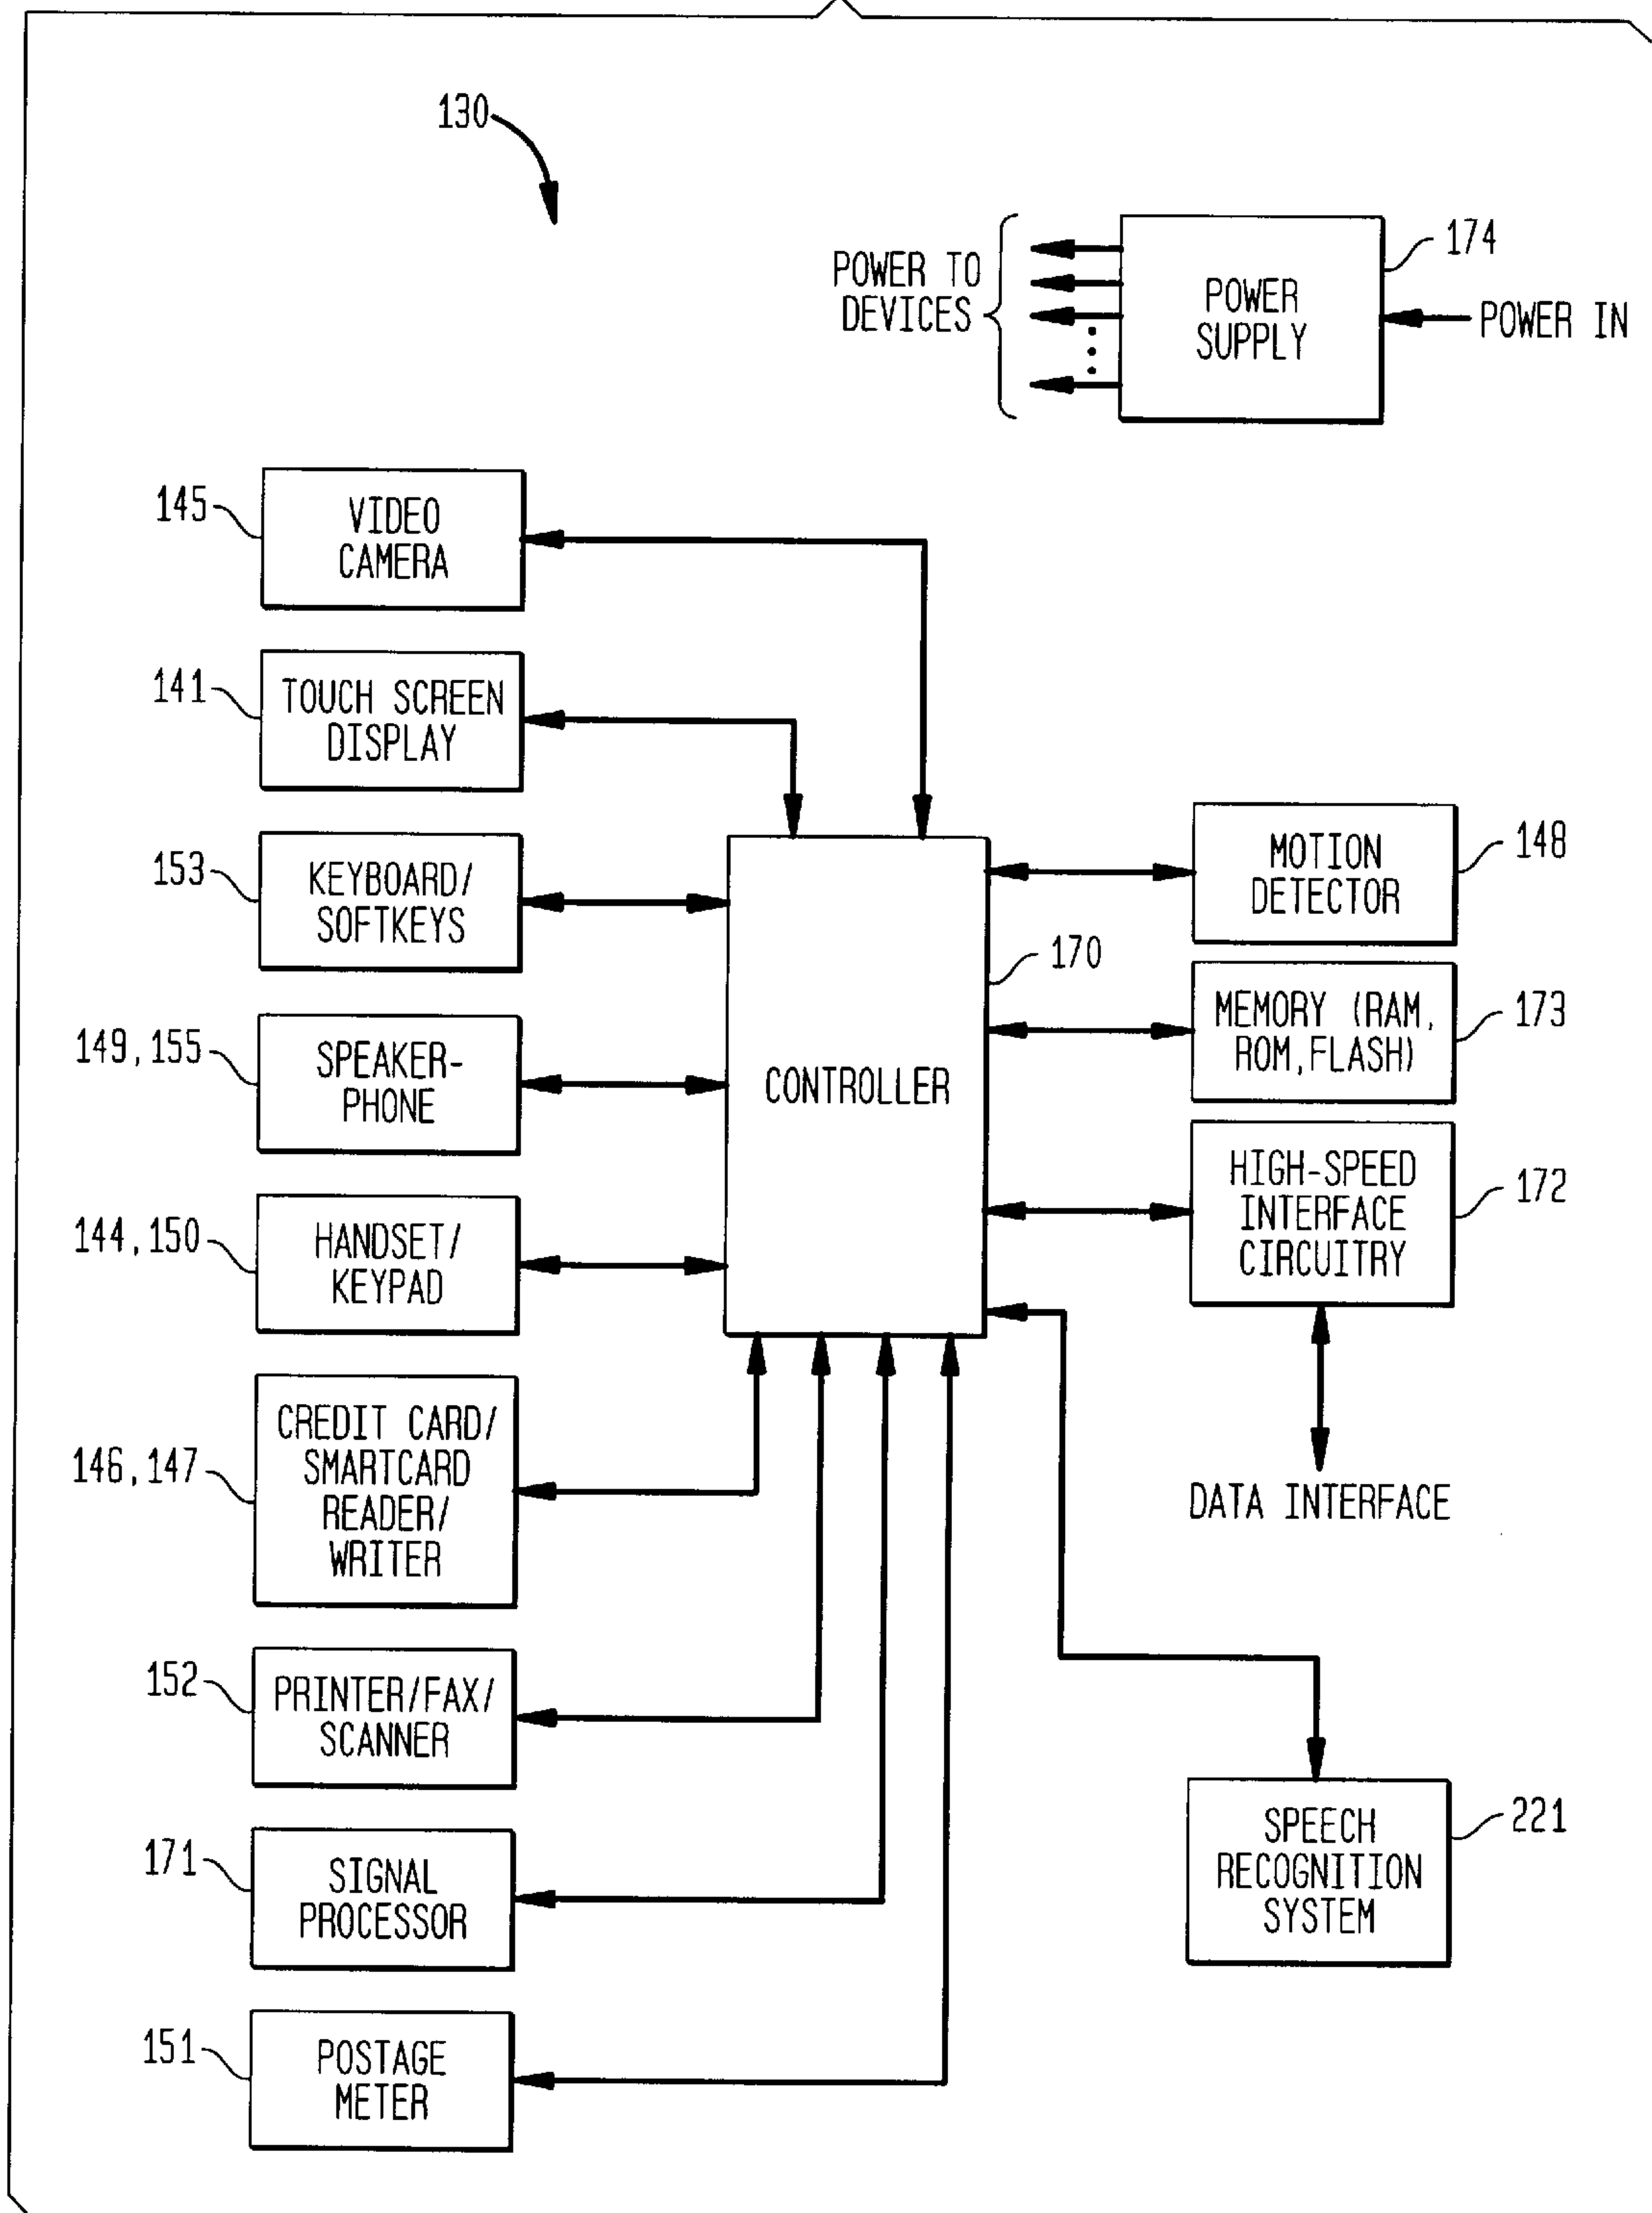 130
POWER TO
DEVICES
POWER
SUPPLY
174
POWER IN
145
VIDEO
CAMERA
141
TOUCH SCREEN
DISPLAY
153
KEYBOARD/
SOFTKEYS
149,155
SPEAKER-
PHONE
144,150
HANDSET/
KEYPAD
146,147
CREDIT CARD/
SMARTCARD
READER/
WRITER
152
PRINTER/FAX/
SCANNER
171
SIGNAL
PROCESSOR
151
POSTAGE
METER
CONTROLLER
170
MOTION
DETECTOR
148
MEMORY (RAM,
ROM,FLASH)
173
HIGH-SPEED
INTERFACE
CIRCUITRY
172
DATA INTERFACE
SPEECH
RECOGNITION
SYSTEM
221